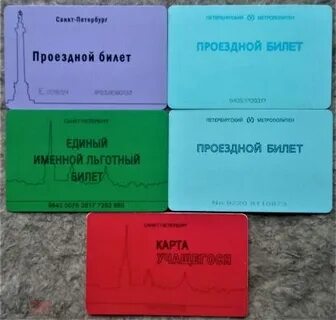 Санкт-Петербург
Проездной билет
ПЕТЕРБУРГСКИЙ МЕТРОПОЛИТЕН
ПРОЕЗДНОЙ БИЛЕТ
САНКТ-ПЕТЕРБУРГ
ЕДИНЫЙ
ИМЕННОЙ ЛЬГОТНЫЙ
БИЛЕТ
ПЕТЕРБУРГСКИЙ МЕТРОПОЛИТЕН
ПРОЕЗДНОЙ БИЛЕТ
САНКТ-ПЕТЕРБУРГ
КАРТА
УЧАЩЕГОСЯ